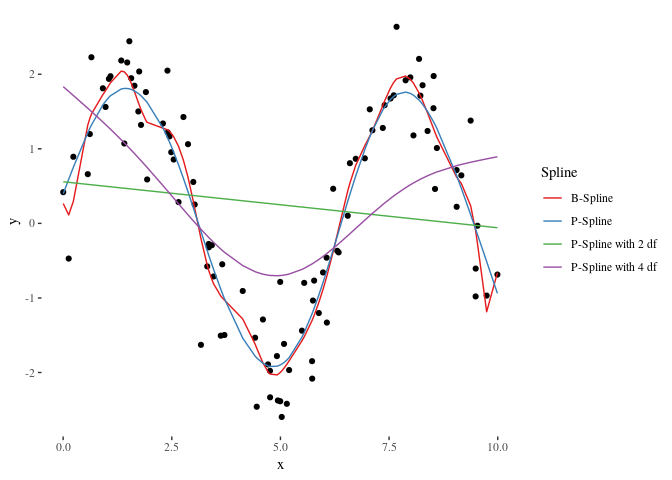 2
1
0
-1
-2
y
0.0 2.5 5.0 7.5 10.0
x
Spline
B-Spline
P-Spline
P-Spline with 2 df
P-Spline with 4 df